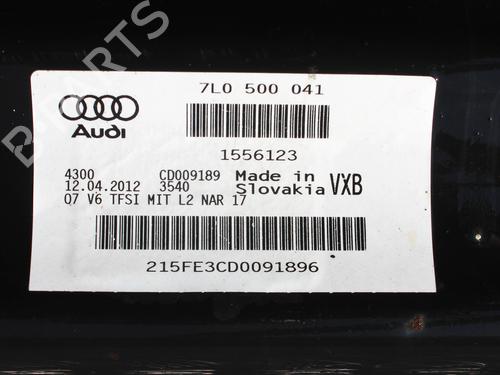 7L0 500 041
Audi
1556123
4300 CD009189 Made in VXB
12.04.2012 3540 Slovakia
Q7 V6 TFSI MIT L2 NAR 17
215FE3CD0091896